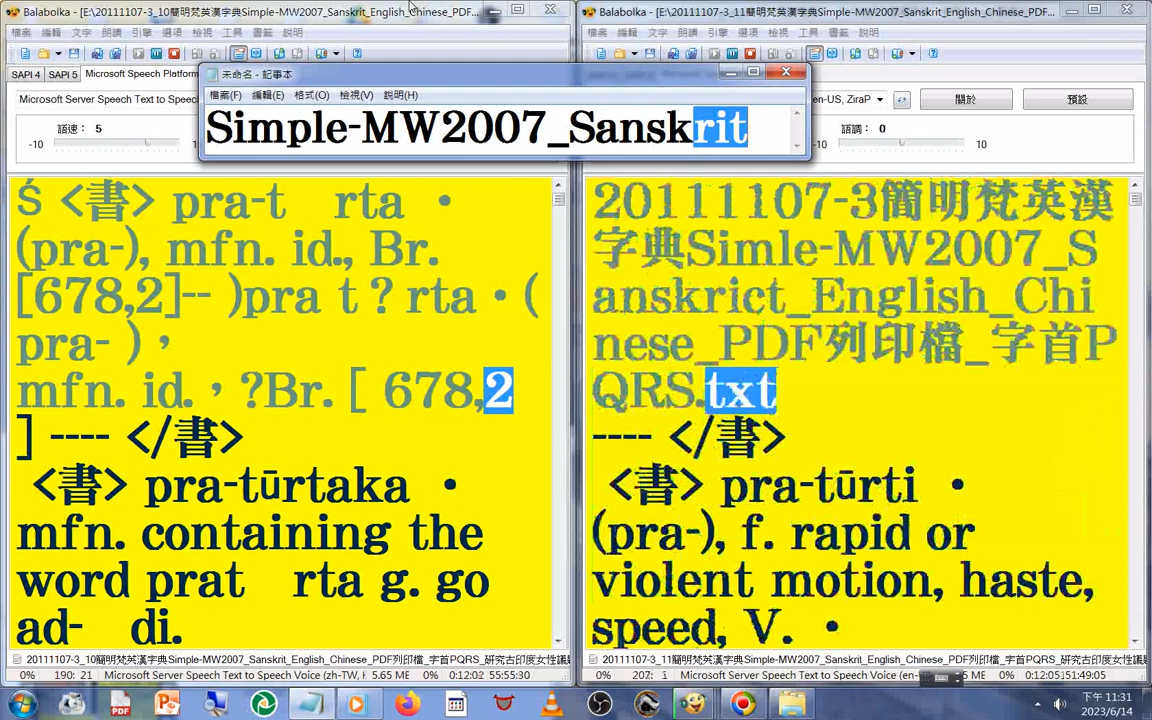 Balabolka - [E:\20111107-3_10簡明梵英漢字典Simple-MW2007_Sanskrit_English_Chinese_PDF...
檔案 編輯 文字 朗讀 引擎 選項 檢視 工具 書籤 說明
SAPI 4 SAPI 5 Microsoft Speech Platform
Microsoft Server Speech Text to Speec
語速： 5
-10
Ś <書> pra-t rta •
(pra-), mfn. id., Br.
[678,2]-- )pra t ? rta • (
pra- )，
mfn. id.，?Br. [ 678,2
] ---- </書>
<書> pra-tūrtaka •
mfn. containing the
word prat rta g. go
ad- di.
20111107-3_10簡明梵英漢字典Simple-MW2007_Sanskrit_English_Chinese_PDF列印檔_字首PQRS_研究古印度女性議
0% 190: 21 Microsoft Server Speech Text to Speech Voice (zh-TW, H 5.65 ME 0% 0:12:02 55:55:30
未命名 - 記事本
檔案(F) 編輯(E) 格式(O) 檢視(V) 說明(H)
Simple-MW2007_Sanskrit
Balabolka - [E:\20111107-3_11簡明梵英漢字典Simple-MW2007_Sanskrit_English_Chinese_PDF...
檔案 編輯 文字 朗讀 引擎 選項 檢視 工具 書籤 說明
en-US, ZiraP 關於 預設
語調： 0
-10 10
20111107-3簡明梵英漢
字典Simle-MW2007_S
anskrict_English_Chi
nese_PDF列印檔_字首P
QRS.txt
---- </書>
<書> pra-tūrti •
(pra-), f. rapid or
violent motion, haste,
speed, V. •
20111107-3_11簡明梵英漢字典Simple-MW2007_Sanskrit_English_Chinese_PDF列印檔_字首PQRS_研究古印度女性議
0% 207: 1 Microsoft Server Speech Text to Speech Voice ME 0% 0:12:05 151:49:05
下午 11:31
2023/6/14